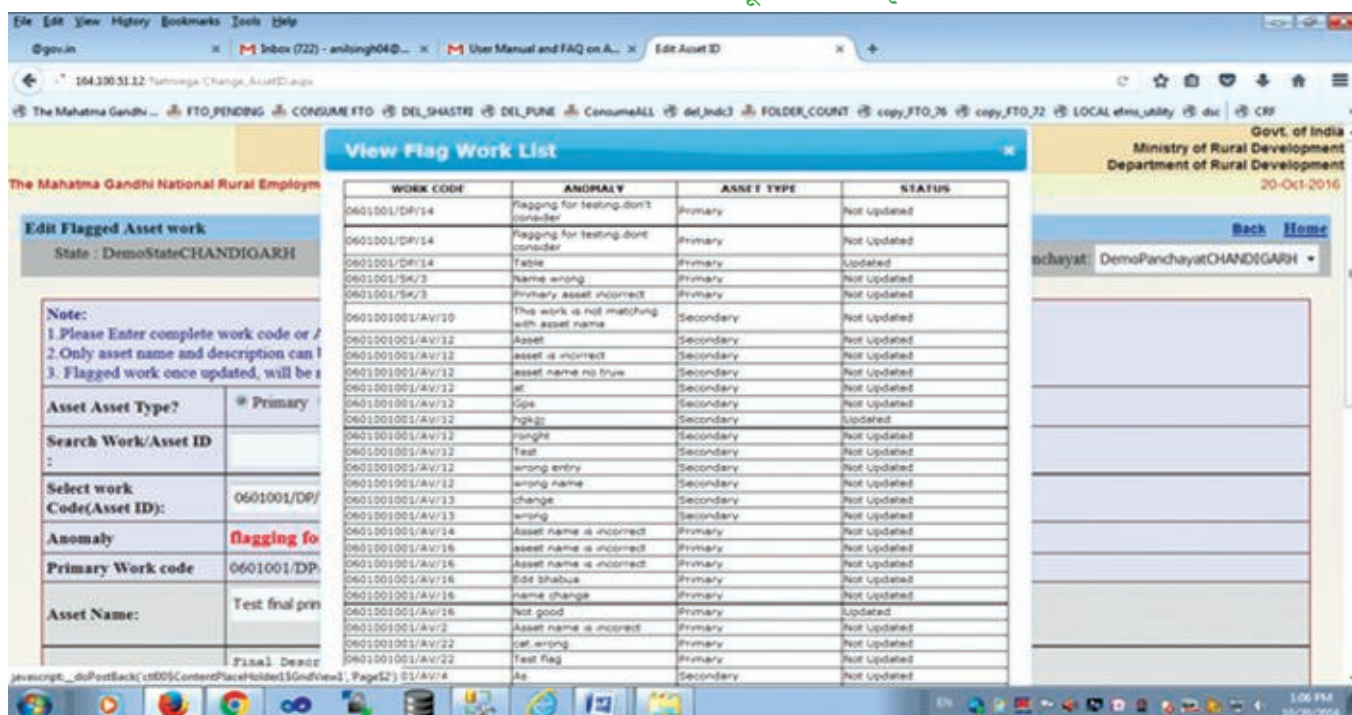 File Edit View History Bookmarks Tools Help
@gov.in × Inbox (722) - anilsingh04@... × User Manual and FAQ on A... × Edit Asset ID × +
The Mahatma Gandhi ... FTO_PENDING CONSUME FTO DEL_SHASTRI DEL_PUNE ConsumeALL del_Indc3 FOLDER_COUNT copy_FTO_76 copy_FTO_72 LOCAL efms_utility dsc CRF
Govt. of India
Ministry of Rural Development
Department of Rural Development
The Mahatma Gandhi National Rural Employm 20-Oct-2016
Edit Flagged Asset work Back Home
State : DemoStateCHANDIGARH nchayat: DemoPanchayatCHANDIGARH
Note:
1.Please Enter complete work code or A
2.Only asset name and description can
3. Flagged work once updated, will be
Asset Asset Type? Primary
Search Work/Asset ID
:
Select work
Code(Asset ID): 0601001/DP/
Anomaly flagging fo
Primary Work code 0601001/DP
Asset Name: Test final prin
Final Descr
View Flag Work List ×
WORK CODE ANOMALY ASSET TYPE STATUS
0601001/DP/14 flagging for testing.don't consider Primary Not Updated
0601001/DP/14 flagging for testing.dont consider Primary Not Updated
0601001/DP/14 Table Primary Updated
0601001/SK/3 Name wrong Primary Not Updated
0601001/SK/3 Primary asset incorrect Primary Not Updated
0601001001/AV/10 This work is not matching with asset name Secondary Not Updated
0601001001/AV/12 Asset Secondary Not Updated
0601001001/AV/12 asset is incorrect Secondary Not Updated
0601001001/AV/12 asset name no truw Secondary Not Updated
0601001001/AV/12 at Secondary Not Updated
0601001001/AV/12 Gps Secondary Not Updated
0601001001/AV/12 Secondary Updated
0601001001/AV/12 ronght Secondary Not Updated
0601001001/AV/12 Test Secondary Not Updated
0601001001/AV/12 wrong entry Secondary Not Updated
0601001001/AV/12 wrong name Secondary Not Updated
0601001001/AV/13 change Secondary Not Updated
0601001001/AV/13 wrong Secondary Not Updated
0601001001/AV/14 Asset name is incorrect Primary Not Updated
0601001001/AV/16 aseet name is incorrect Primary Not Updated
0601001001/AV/16 Asset name is incorrect Primary Not Updated
0601001001/AV/16 Edit bhabua Primary Not Updated
0601001001/AV/16 name change Primary Not Updated
0601001001/AV/16 Not good Primary Updated
0601001001/AV/2 Asset name is incorect Primary Not Updated
0601001001/AV/22 cat.wrong Primary Not Updated
0601001001/AV/22 Test flag Primary Not Updated
01/AV/4 As Secondary Not Updated
javascript:__doPostBack('ctl00$ContentPlaceHolder1$GridView1','Page$2')
EN 1:06 PM
10/20/2016